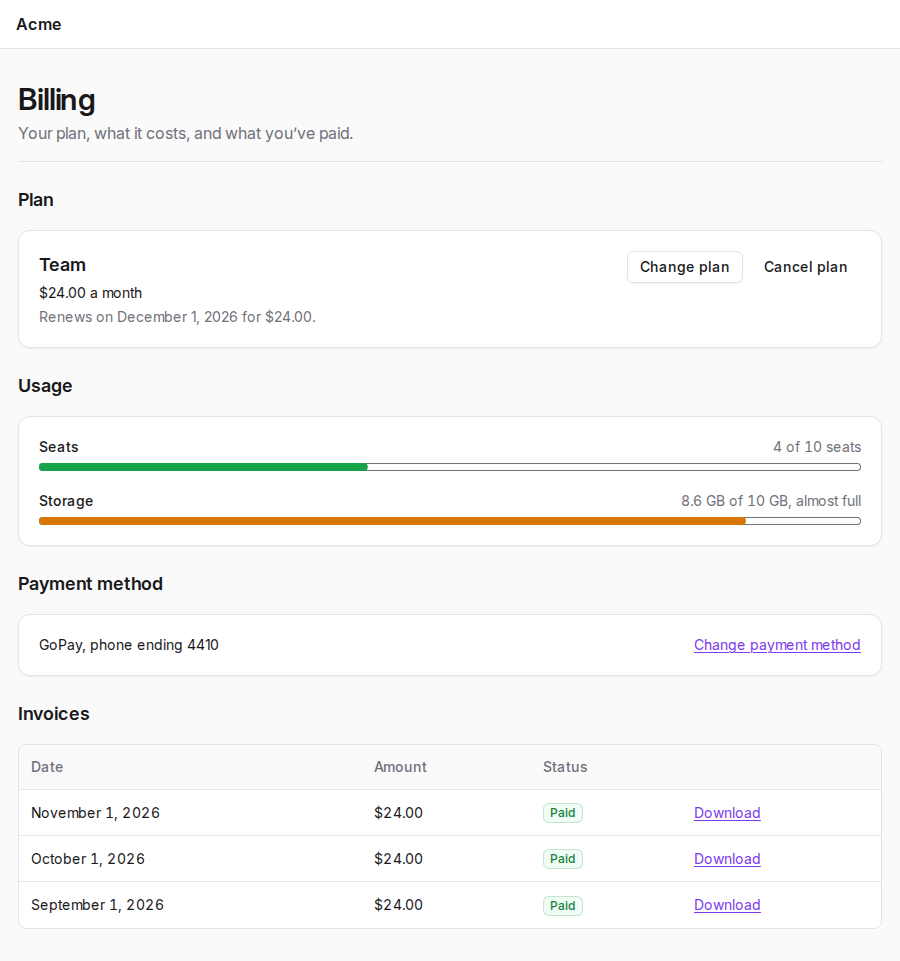 Acme
Billing
Your plan, what it costs, and what you’ve paid.
Plan
Team
Change plan
Cancel plan
$24.00 a month
Renews on December 1, 2026 for $24.00.
Usage
Seats
4 of 10 seats
Storage
8.6 GB of 10 GB, almost full
Payment method
GoPay, phone ending 4410
Change payment method
Invoices
Date Amount Status
November 1, 2026 $24.00 Paid Download
October 1, 2026 $24.00 Paid Download
September 1, 2026 $24.00 Paid Download